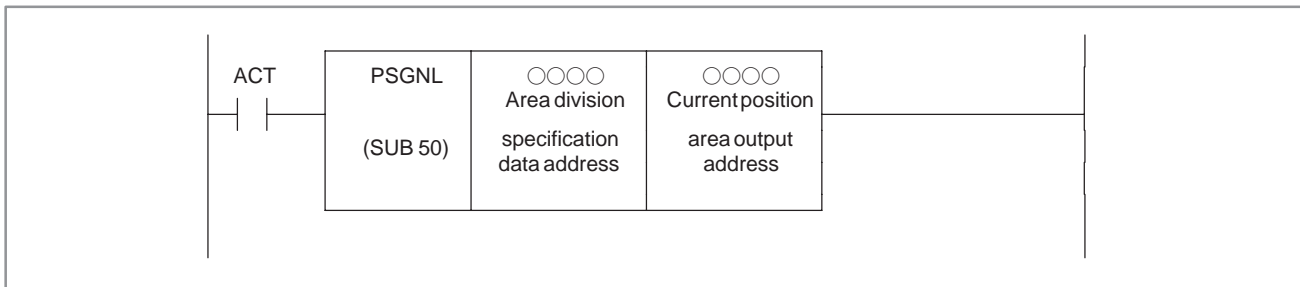 ACT
PSGNL
(SUB 50)
○○○○
Area division
specification
data address
○○○○
Current position
area output
address